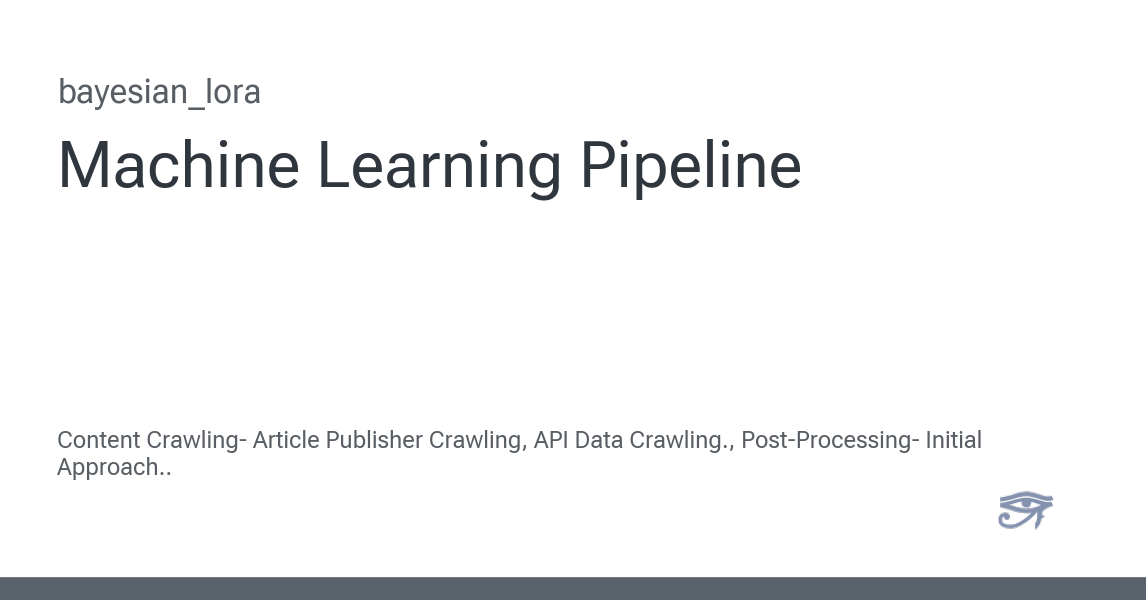 bayesian_lora
Machine Learning Pipeline
Content Crawling- Article Publisher Crawling, API Data Crawling., Post-Processing- Initial
Approach..